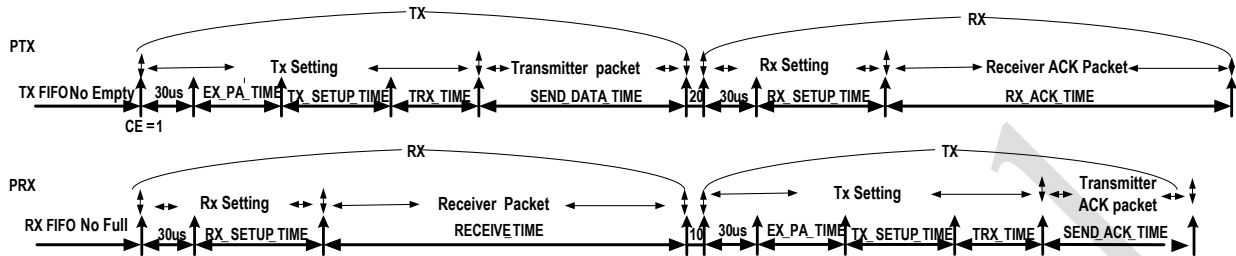 TX
RX
PTX
Tx Setting
Transmitter packet
Rx Setting
Receiver ACK Packet
TX FIFO No Empty
30us
EX_PA_TIME
TX_SETUP_TIME
TRX_TIME
SEND_DATA_TIME
20
30us
RX_SETUP_TIME
RX_ACK_TIME
CE =1
RX
TX
PRX
Rx Setting
Receiver Packet
Tx Setting
Transmitter
ACK packet
RX FIFO No Full
30us
RX_SETUP_TIME
RECEIVE_TIME
10
30us
EX_PA_TIME
TX_SETUP_TIME
TRX_TIME
SEND_ACK_TIME